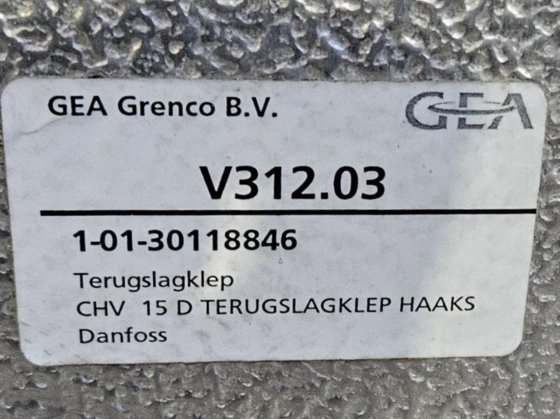 GEA Grenco B.V.
GEA
V312.03
1-01-30118846
Terugslagklep
CHV 15 D TERUGSLAGKLEP HAAKS
Danfoss